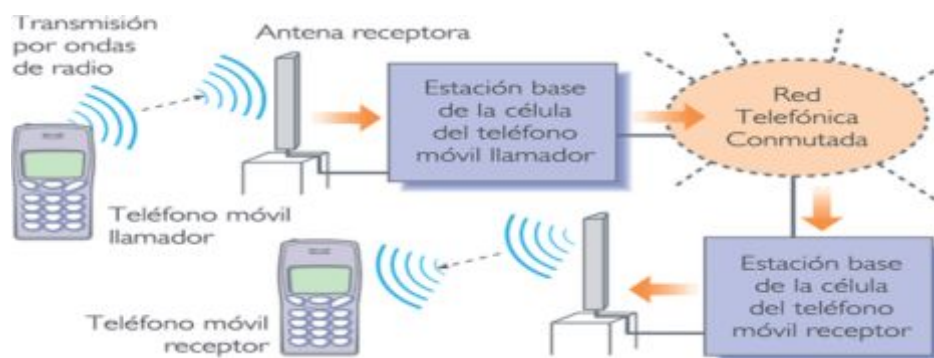 Transmisión
por ondas
de radio
Antena receptora
Estación base
de la célula
del teléfono
móvil llamador
Red
Telefónica
Conmutada
Teléfono móvil
llamador
Estación base
de la célula
del teléfono
móvil receptor
Teléfono móvil
receptor